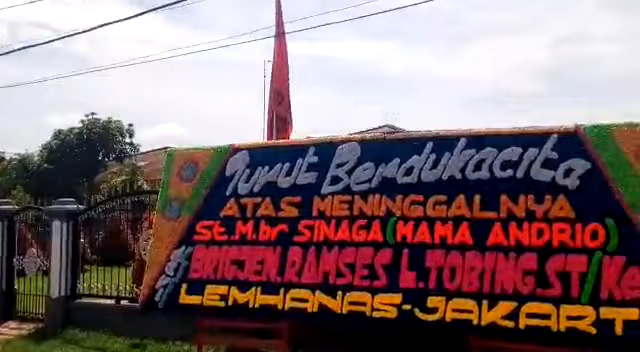 Turut Berdukacita
ATAS MENINGGALNYA
St.M.br SINAGA (MAMA ANDRIO)
BRIGJEN.RAMSES L.TOBING.ST/
LEMHANAS-JAKART